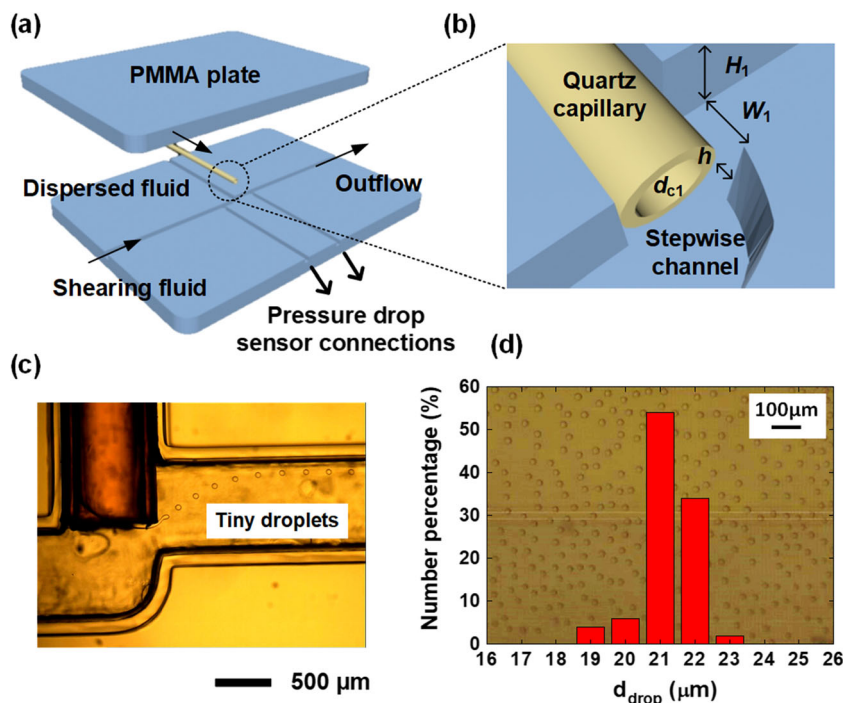 (a)
PMMA plate
Dispersed fluid
Outflow
Shearing fluid
Pressure drop
sensor connections
(b)
Quartz
capillary
H1
W1
h
dc1
Stepwise
channel
(c)
Tiny droplets
500 μm
(d)
Number percentage (%)
60
50
40
30
20
10
0
100μm
16 17 18 19 20 21 22 23 24 25 26
ddrop (μm)